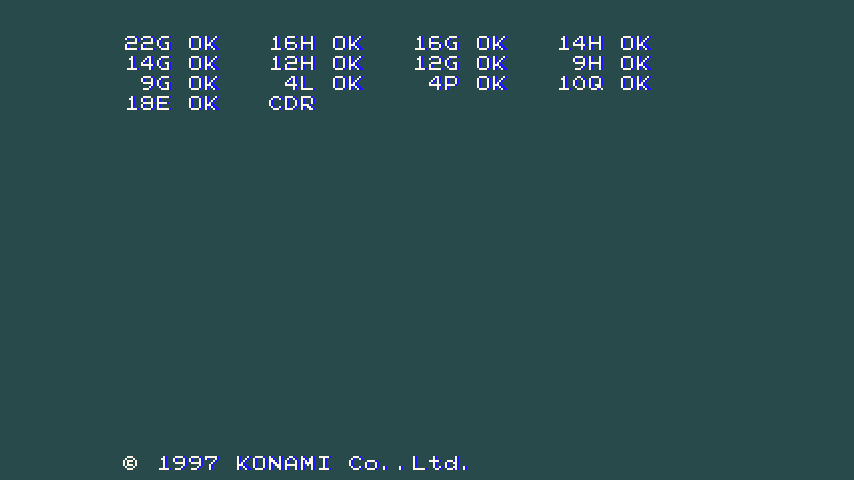 22G OK 16H OK 16G OK 14H OK
14G OK 12H OK 12G OK 9H OK
9G OK 4L OK 4P OK 10Q OK
18E OK CDR
© 1997 KONAMI Co.,Ltd.